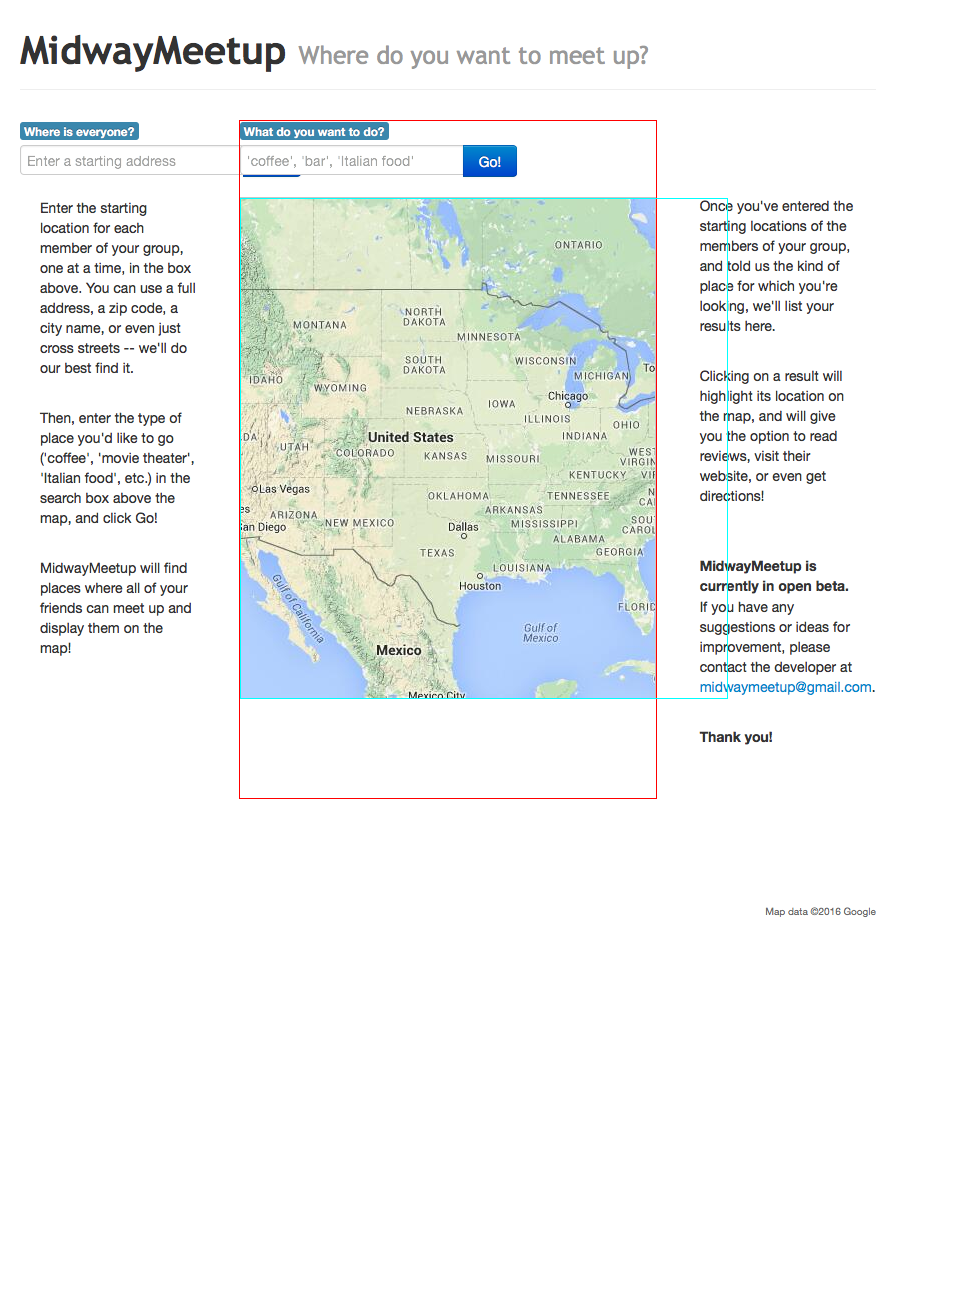 MidwayMeetup Where do you want to meet up?
Where is everyone?
What do you want to do?
Enter a starting address
'coffee', 'bar', 'Italian food'
Go!
Enter the starting
location for each
member of your group,
one at a time, in the box
above. You can use a full
address, a zip code, a
city name, or even just
cross streets -- we'll do
our best find it.
Then, enter the type of
place you'd like to go
('coffee', 'movie theater',
'Italian food', etc.) in the
search box above the
map, and click Go!
MidwayMeetup will find
places where all of your
friends can meet up and
display them on the
map!
ONTARIO
MONTANA
NORTH
DAKOTA
MINNESOTA
SOUTH
DAKOTA
WISCONSIN
MICHIGAN
To
IDAHO
WYOMING
Chicago
IOWA
NEBRASKA
ILLINOIS
OHIO
INDIANA
DA
UTAH
United States
COLORADO
KANSAS
MISSOURI
WEST
VIRGIN
KENTUCKY
Las Vegas
OKLAHOMA
TENNESSEE
N
CA
es
ARIZONA
NEW MEXICO
ARKANSAS
MISSISSIPPI
SOU
CAROL
an Diego
Dallas
ALABAMA
TEXAS
GEORGIA
LOUISIANA
Houston
Gulf of California
FLORID
Gulf of
Mexico
Mexico
Mexico City
Once you've entered the
starting locations of the
members of your group,
and told us the kind of
place for which you're
looking, we'll list your
results here.
Clicking on a result will
highlight its location on
the map, and will give
you the option to read
reviews, visit their
website, or even get
directions!
MidwayMeetup is
currently in open beta.
If you have any
suggestions or ideas for
improvement, please
contact the developer at
midwaymeetup@gmail.com.
Thank you!
Map data ©2016 Google